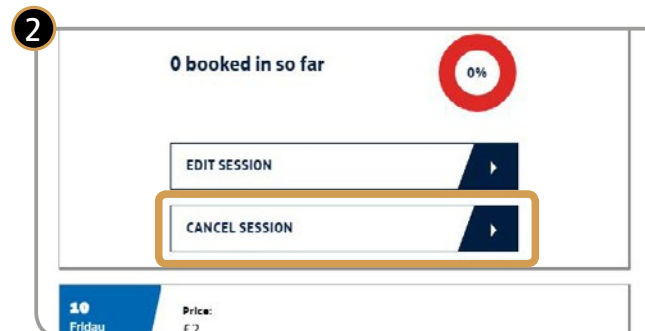 2
0 booked in so far
0%
EDIT SESSION
CANCEL SESSION
10
Friday
Price:
£2